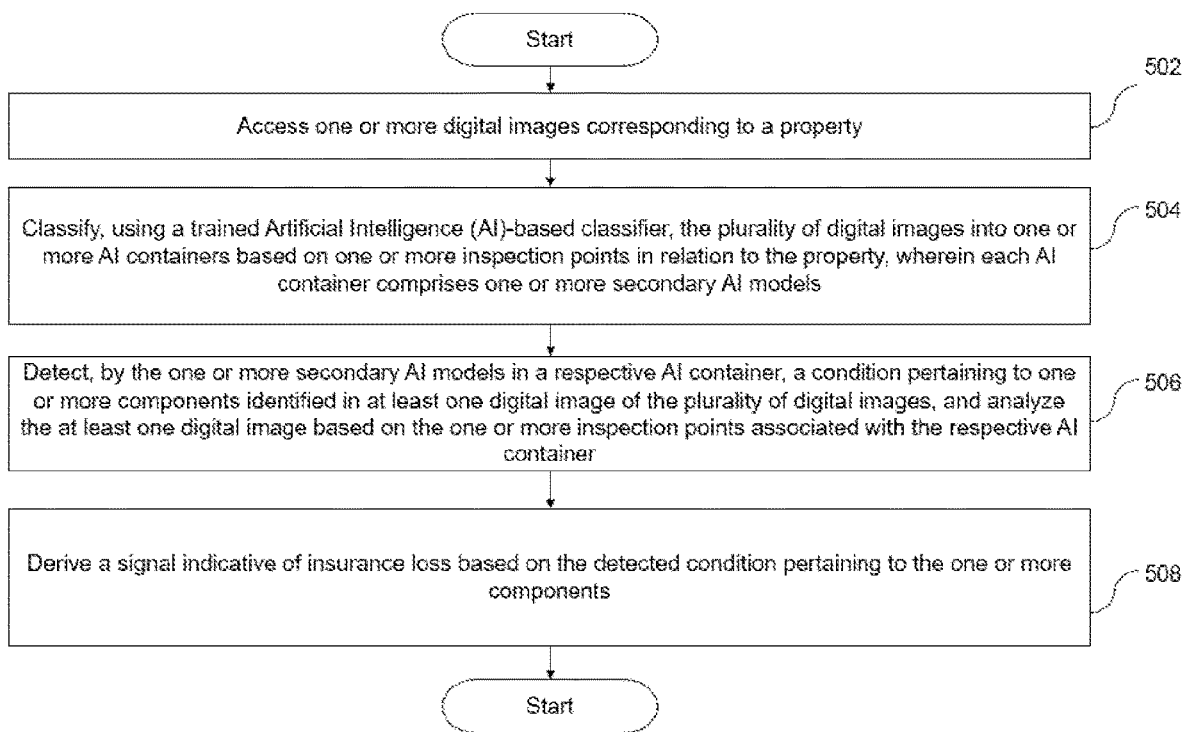 Start
502
Access one or more digital images corresponding to a property
504
Classify, using a trained Artificial Intelligence (AI)-based classifier, the plurality of digital images into one or
more AI containers based on one or more inspection points in relation to the property, wherein each AI
container comprises one or more secondary AI models
Detect, by the one or more secondary AI models in a respective AI container, a condition pertaining to one
or more components identified in at least one digital image of the plurality of digital images, and analyze
the at least one digital image based on the one or more inspection points associated with the respective AI
container
506
Derive a signal indicative of insurance loss based on the detected condition pertaining to the one or more
components
508
Start